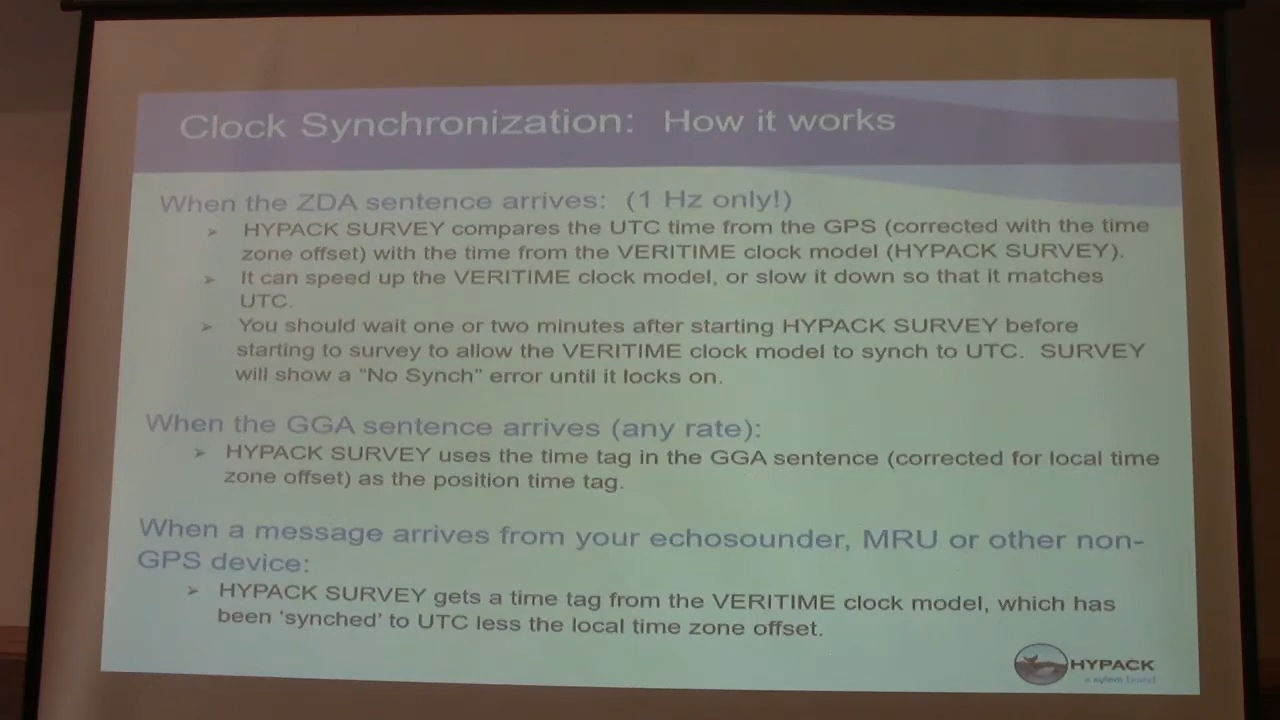 Clock Synchronization: How it works
When the ZDA sentence arrives: (1 Hz only!)
➢ HYPACK SURVEY compares the UTC time from the GPS (corrected with the time
zone offset) with the time from the VERITIME clock model (HYPACK SURVEY).
➢ It can speed up the VERITIME clock model, or slow it down so that it matches
UTC.
➢ You should wait one or two minutes after starting HYPACK SURVEY before
starting to survey to allow the VERITIME clock model to synch to UTC. SURVEY
will show a “No Synch” error until it locks on.
When the GGA sentence arrives (any rate):
➢ HYPACK SURVEY uses the time tag in the GGA sentence (corrected for local time
zone offset) as the position time tag.
When a message arrives from your echosounder, MRU or other non-
GPS device:
➢ HYPACK SURVEY gets a time tag from the VERITIME clock model, which has
been ‘synched’ to UTC less the local time zone offset.
HYPACK
a xylem brand